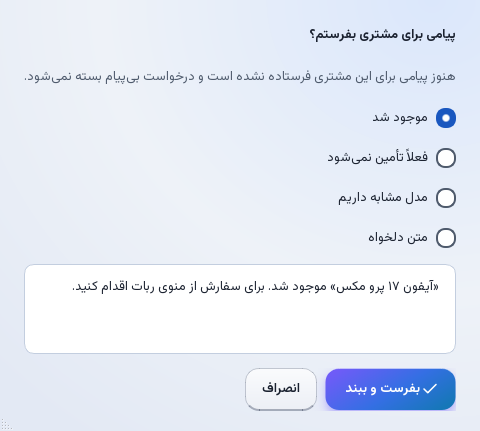 پیامی برای مشتری بفرستم؟
هنوز پیامی برای این مشتری فرستاده نشده است و درخواست بی‌پیام بسته نمی‌شود.
موجود شد
فعلاً تأمین نمی‌شود
مدل مشابه داریم
متن دلخواه
«آیفون ۱۷ پرو مکس» موجود شد. برای سفارش از منوی ربات اقدام کنید.
بفرست و ببند
انصراف